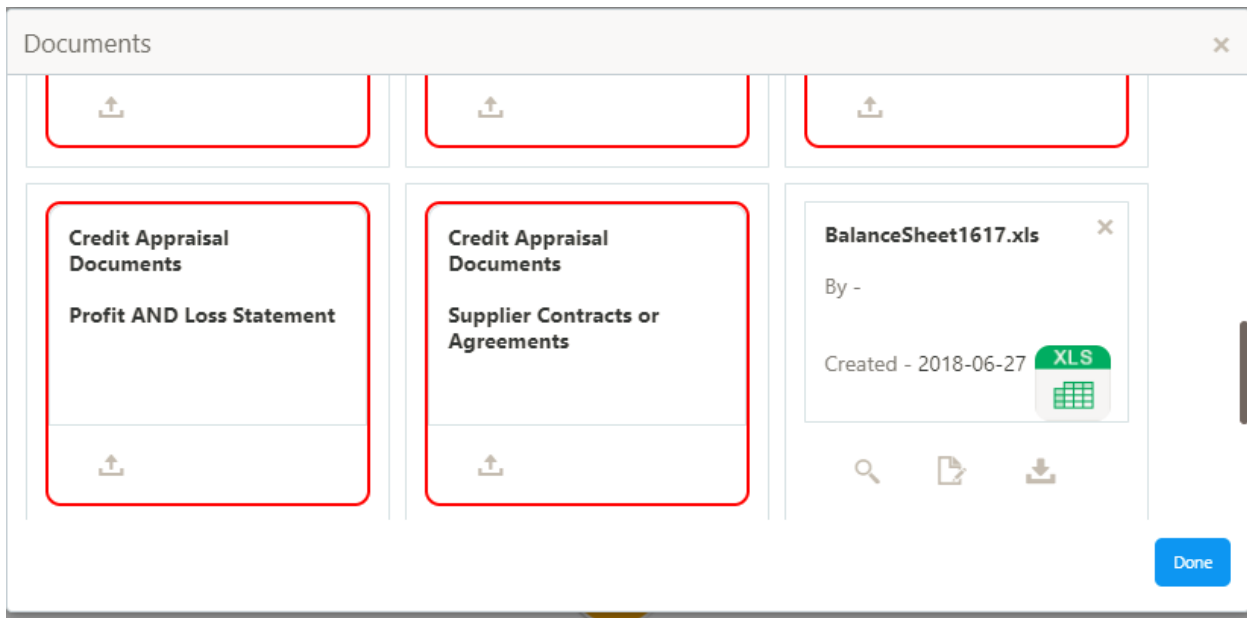 Documents
Credit Appraisal
Documents
Profit AND Loss Statement
Credit Appraisal
Documents
Supplier Contracts or
Agreements
BalanceSheet1617.xls
By -
Created - 2018-06-27
XLS
Done